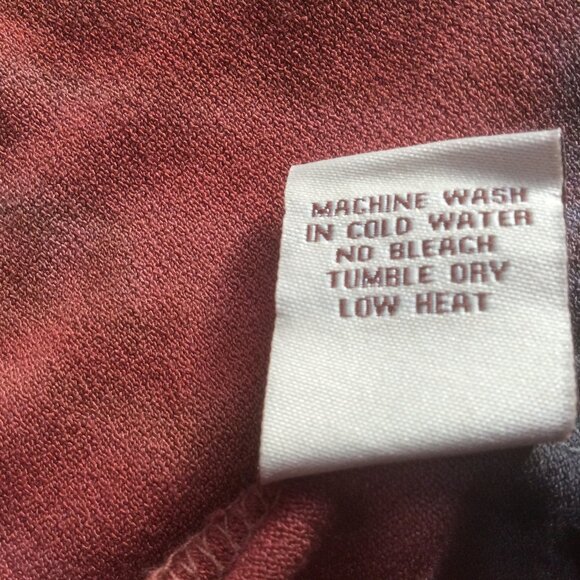 MACHINE WASH
IN COLD WATER
NO BLEACH
TUMBLE DRY
LOW HEAT